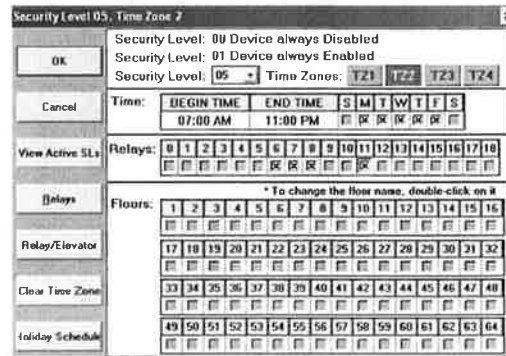 Security Level 05, Time Zone 2
OK
Cancel
View Active SLs
Relays
Relay/Elevator
Clear Time Zone
Holiday Schedule
Security Level: 00 Device always Disabled
Security Level: 01 Device always Enabled
Security Level: 05 Time Zones: TZ1 TZ2 TZ3 TZ4
Time: BEGIN TIME END TIME S M T W T F S
07:00 AM 11:00 PM
Relays: 0 1 2 3 4 5 6 7 8 9 10 11 12 13 14 15 16 17 18
* To change the floor name, double-click on it
Floors: 1 2 3 4 5 6 7 8 9 10 11 12 13 14 15 16
17 18 19 20 21 22 23 24 25 26 27 28 29 30 31 32
33 34 35 36 37 38 39 40 41 42 43 44 45 46 47 48
49 50 51 52 53 54 55 56 57 58 59 60 61 62 63 64